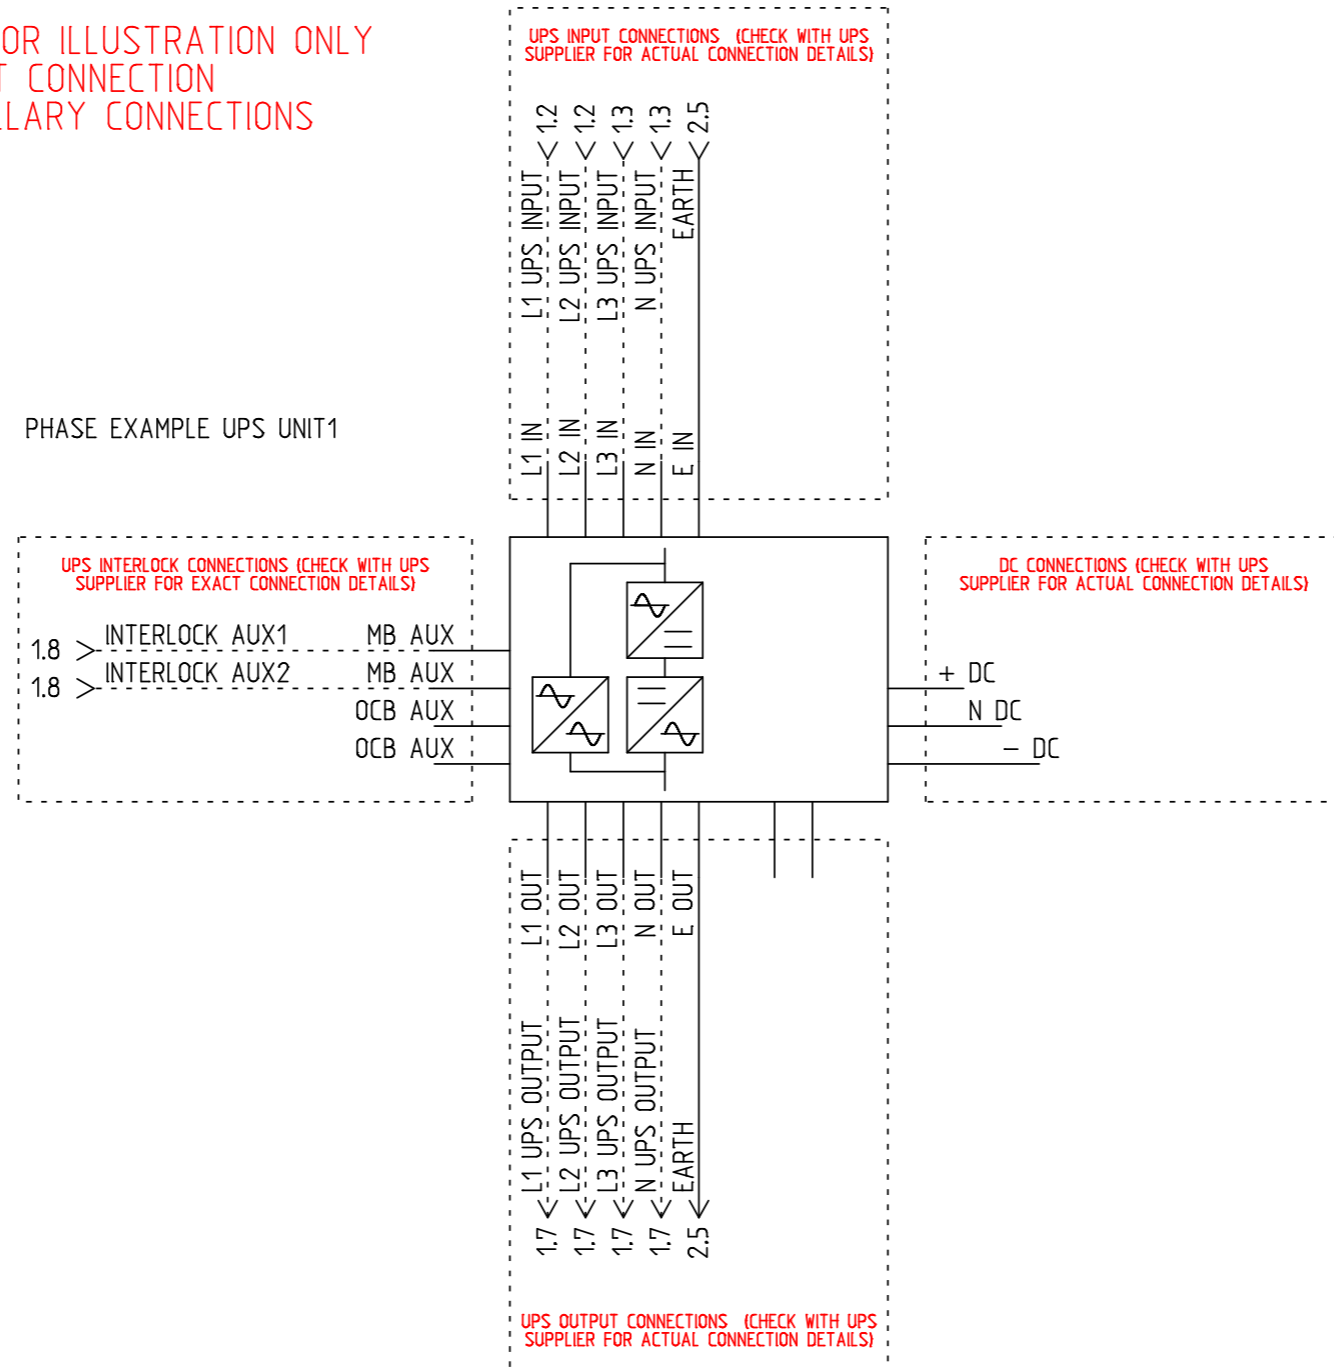 OR ILLUSTRATION ONLY
T CONNECTION
LLARY CONNECTIONS
UPS INPUT CONNECTIONS (CHECK WITH UPS
SUPPLIER FOR ACTUAL CONNECTION DETAILS)
1.2
1.2
1.3
1.3
2.5
L1 UPS INPUT
L2 UPS INPUT
L3 UPS INPUT
N UPS INPUT
EARTH
L1 IN
L2 IN
L3 IN
N IN
E IN
PHASE EXAMPLE UPS UNIT1
UPS INTERLOCK CONNECTIONS (CHECK WITH UPS
SUPPLIER FOR EXACT CONNECTION DETAILS)
1.8 INTERLOCK AUX1 MB AUX
1.8 INTERLOCK AUX2 MB AUX
OCB AUX
OCB AUX
DC CONNECTIONS (CHECK WITH UPS
SUPPLIER FOR ACTUAL CONNECTION DETAILS)
+ DC
N DC
- DC
L1 OUT
L2 OUT
L3 OUT
N OUT
E OUT
L1 UPS OUTPUT
L2 UPS OUTPUT
L3 UPS OUTPUT
N UPS OUTPUT
EARTH
1.7
1.7
1.7
1.7
2.5
UPS OUTPUT CONNECTIONS (CHECK WITH UPS
SUPPLIER FOR ACTUAL CONNECTION DETAILS)